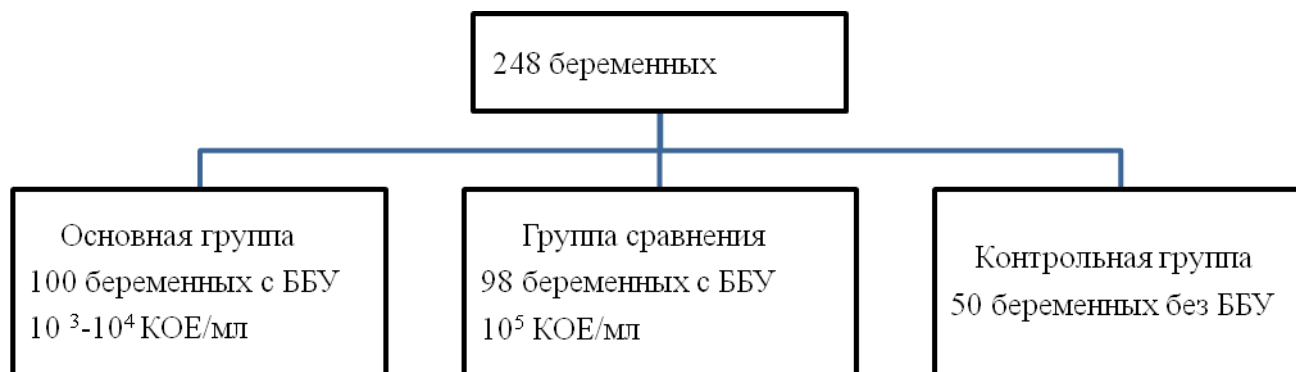 248 беременных
Основная группа
100 беременных с ББУ
10 ³-10⁴ КОЕ/мл
Группа сравнения
98 беременных с ББУ
10⁵ КОЕ/мл
Контрольная группа
50 беременных без ББУ